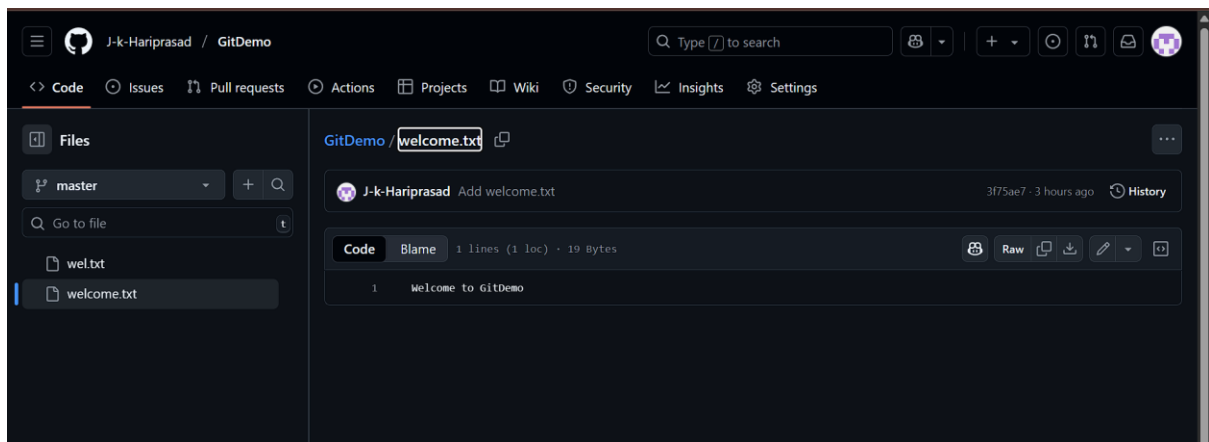 J-k-Hariprasad / GitDemo
Type / to search
Code Issues Pull requests Actions Projects Wiki Security Insights Settings
Files
master
Go to file
t
wel.txt
welcome.txt
GitDemo / welcome.txt
J-k-Hariprasad Add welcome.txt
3f75ae7 · 3 hours ago History
Code Blame 1 lines (1 loc) · 19 Bytes
Raw
1 Welcome to GitDemo